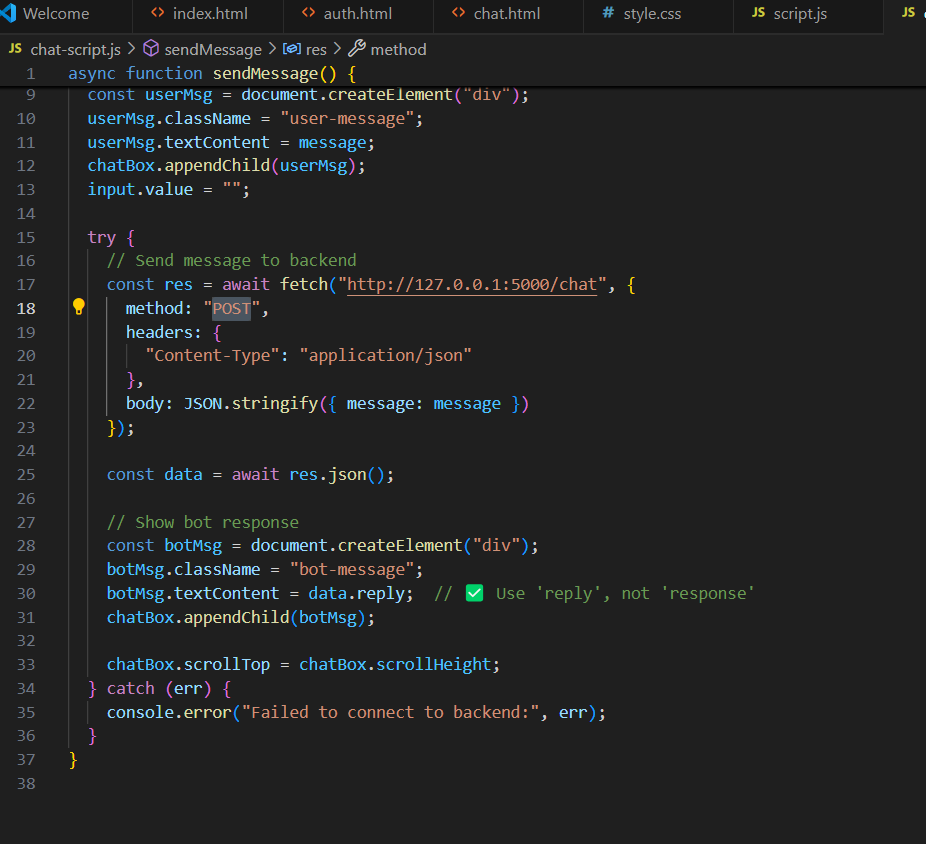 Welcome <> index.html <> auth.html <> chat.html # style.css JS script.js JS
JS chat-script.js > sendMessage > res > method
1 async function sendMessage() {
9 const userMsg = document.createElement("div");
10 userMsg.className = "user-message";
11 userMsg.textContent = message;
12 chatBox.appendChild(userMsg);
13 input.value = "";
14
15 try {
16 // Send message to backend
17 const res = await fetch("http://127.0.0.1:5000/chat", {
18 method: "POST",
19 headers: {
20 "Content-Type": "application/json"
21 },
22 body: JSON.stringify({ message: message })
23 });
24
25 const data = await res.json();
26
27 // Show bot response
28 const botMsg = document.createElement("div");
29 botMsg.className = "bot-message";
30 botMsg.textContent = data.reply; // ✅ Use 'reply', not 'response'
31 chatBox.appendChild(botMsg);
32
33 chatBox.scrollTop = chatBox.scrollHeight;
34 } catch (err) {
35 console.error("Failed to connect to backend:", err);
36 }
37 }
38